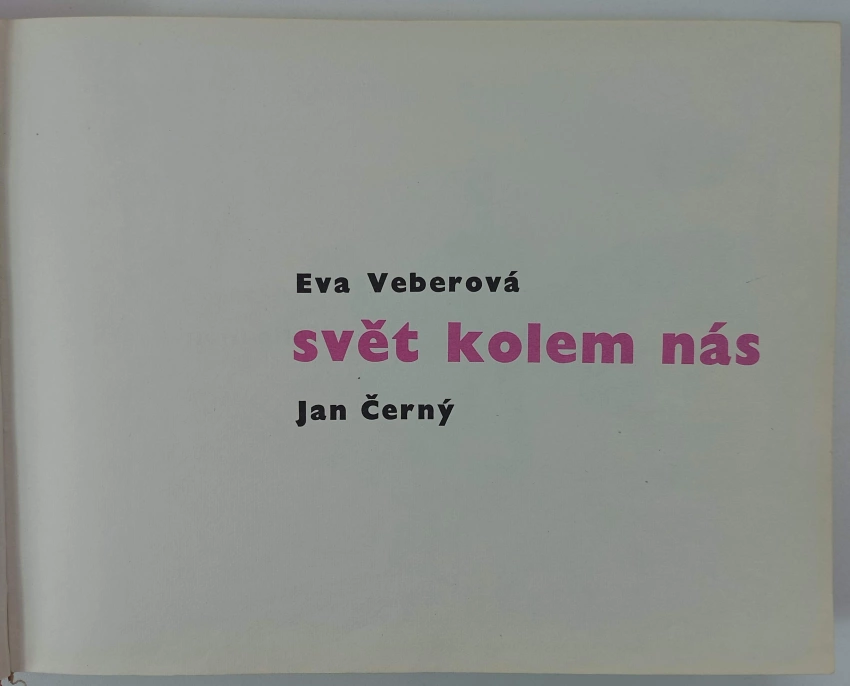 Eva Veberová
svět kolem nás
Jan Černý